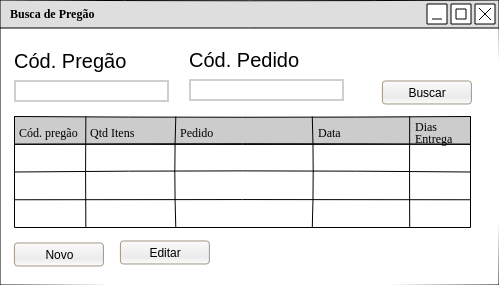 Busca de Pregão
Cód. Pregão
Cód. Pedido
Buscar
Cód. pregão
Qtd Itens
Pedido
Data
Dias
Entrega
Novo
Editar